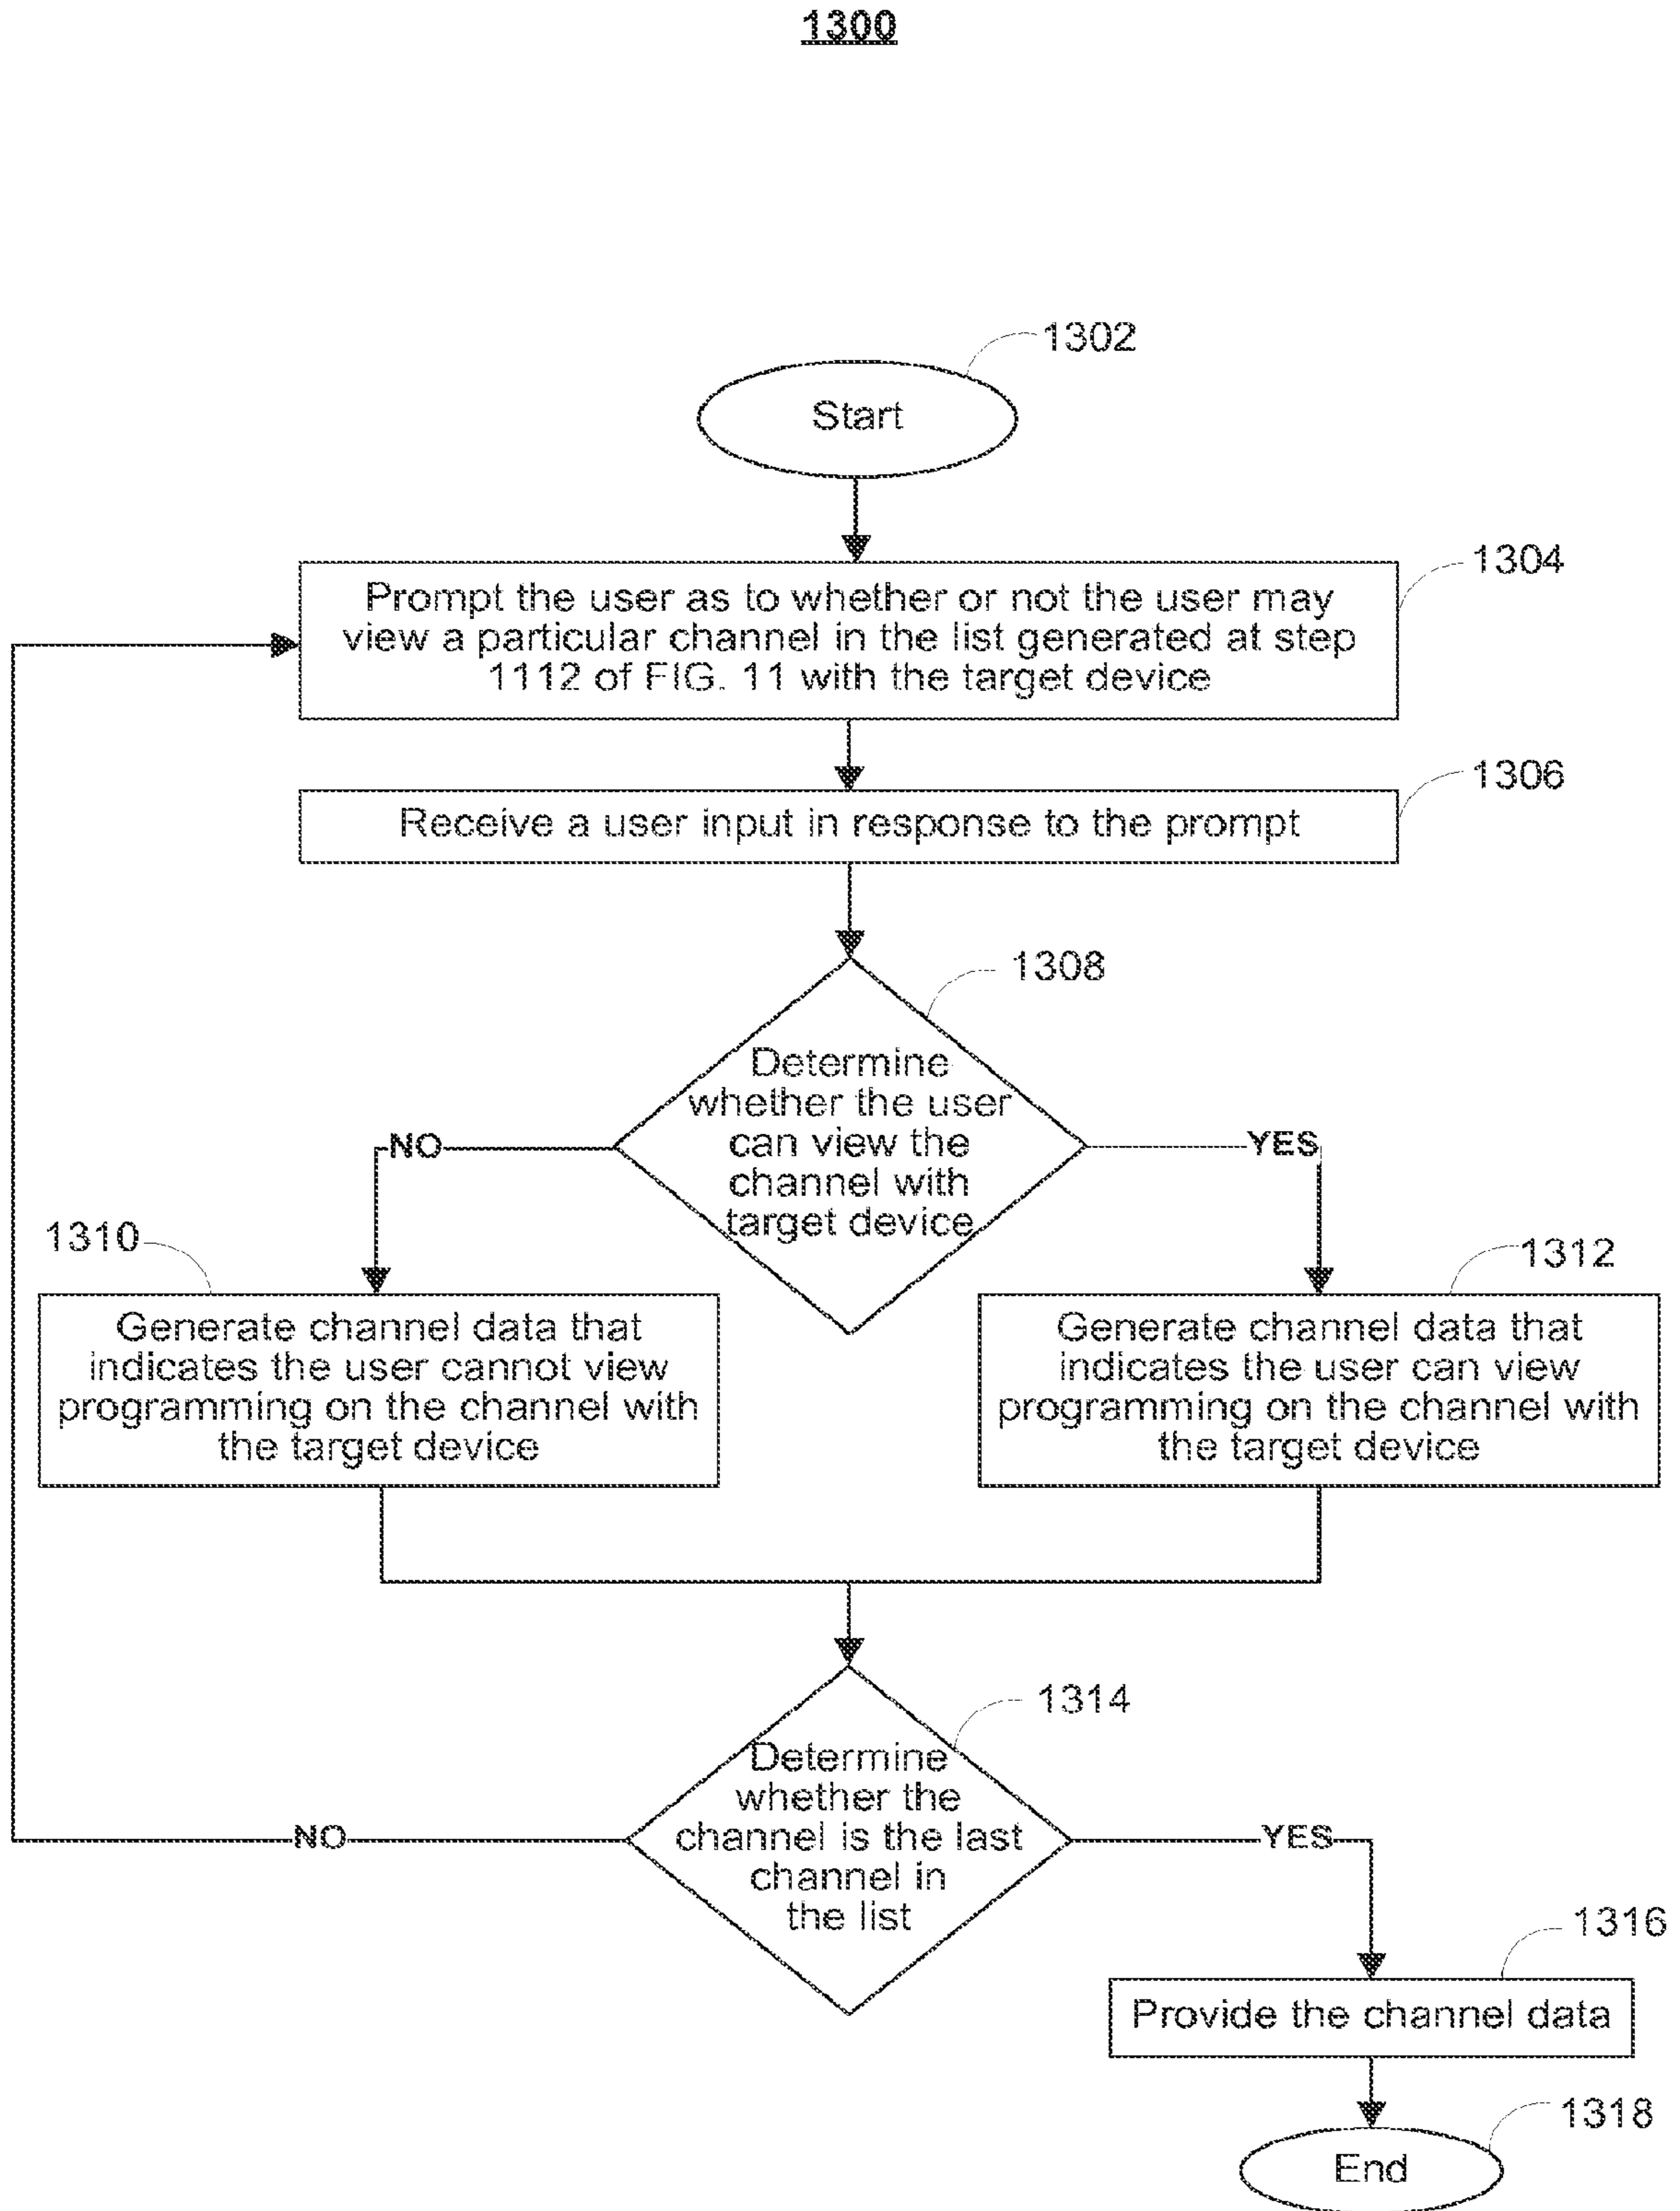 1300
1302
Start
1304
Prompt the user as to whether or not the user may
view a particular channel in the list generated at step
1112 of FIG. 11 with the target device
1306
Receive a user input in response to the prompt
1308
Determine
whether the user
can view the
channel with
target device
NO
YES
1310
1312
Generate channel data that
indicates the user cannot view
programming on the channel with
the target device
Generate channel data that
indicates the user can view
programming on the channel with
the target device
1314
Determine
whether the
channel is the last
channel in
the list
NO
YES
1316
Provide the channel data
1318
End